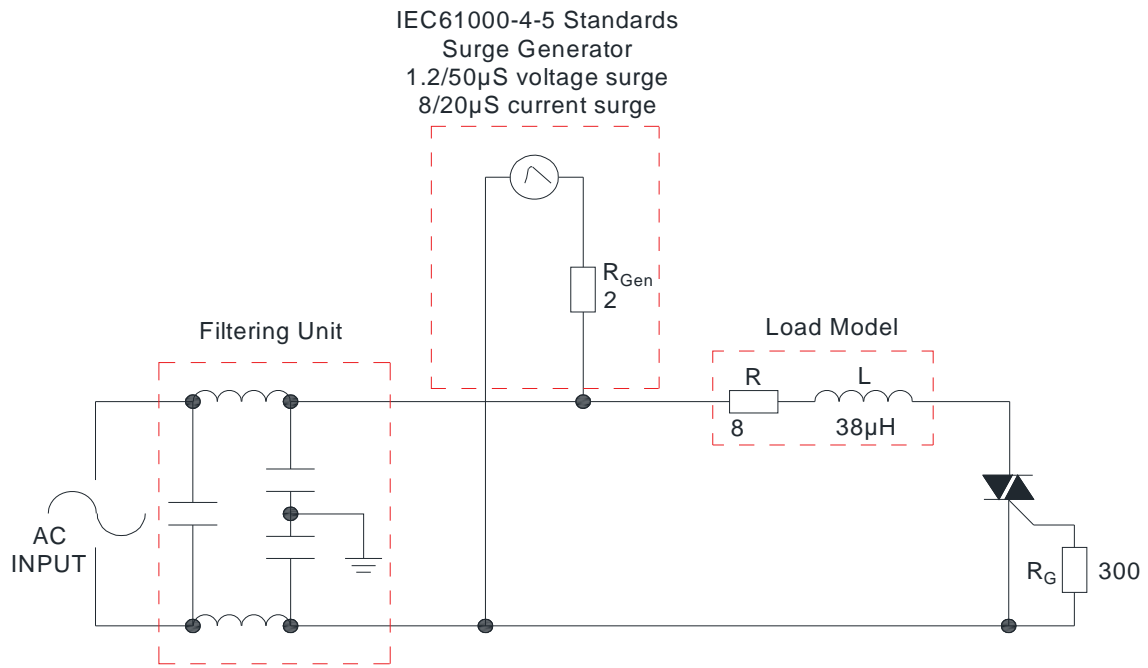 IEC61000-4-5 Standards
Surge Generator
1.2/50μS voltage surge
8/20μS current surge
RGen
2
Filtering Unit
Load Model
R
L
8
38μH
AC
INPUT
RG
300